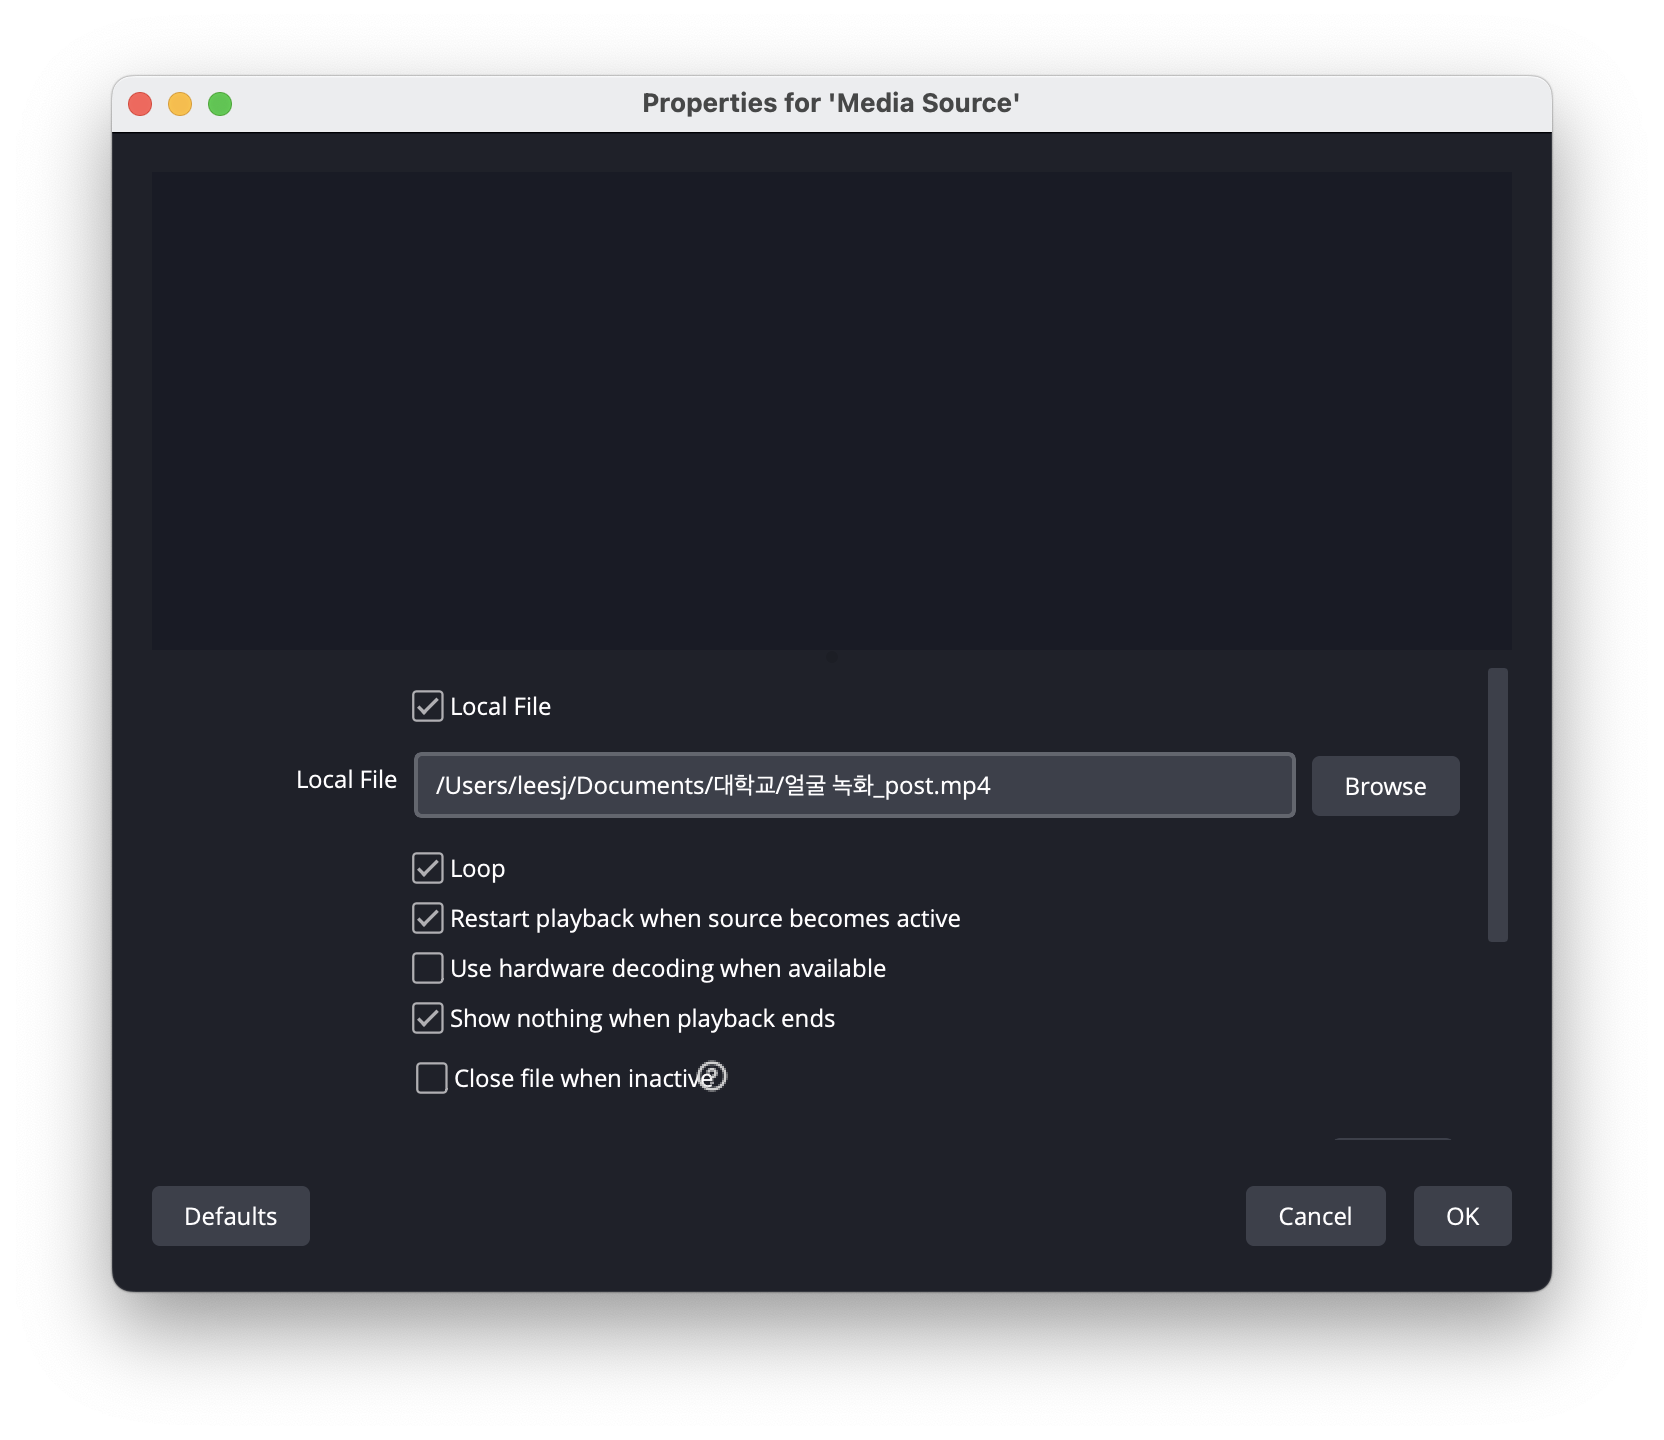 Properties for 'Media Source'
Local File
Local File /Users/leesj/Documents/대학교/얼굴 녹화_post.mp4 Browse
Loop
Restart playback when source becomes active
Use hardware decoding when available
Show nothing when playback ends
Close file when inactive ?
Defaults Cancel OK